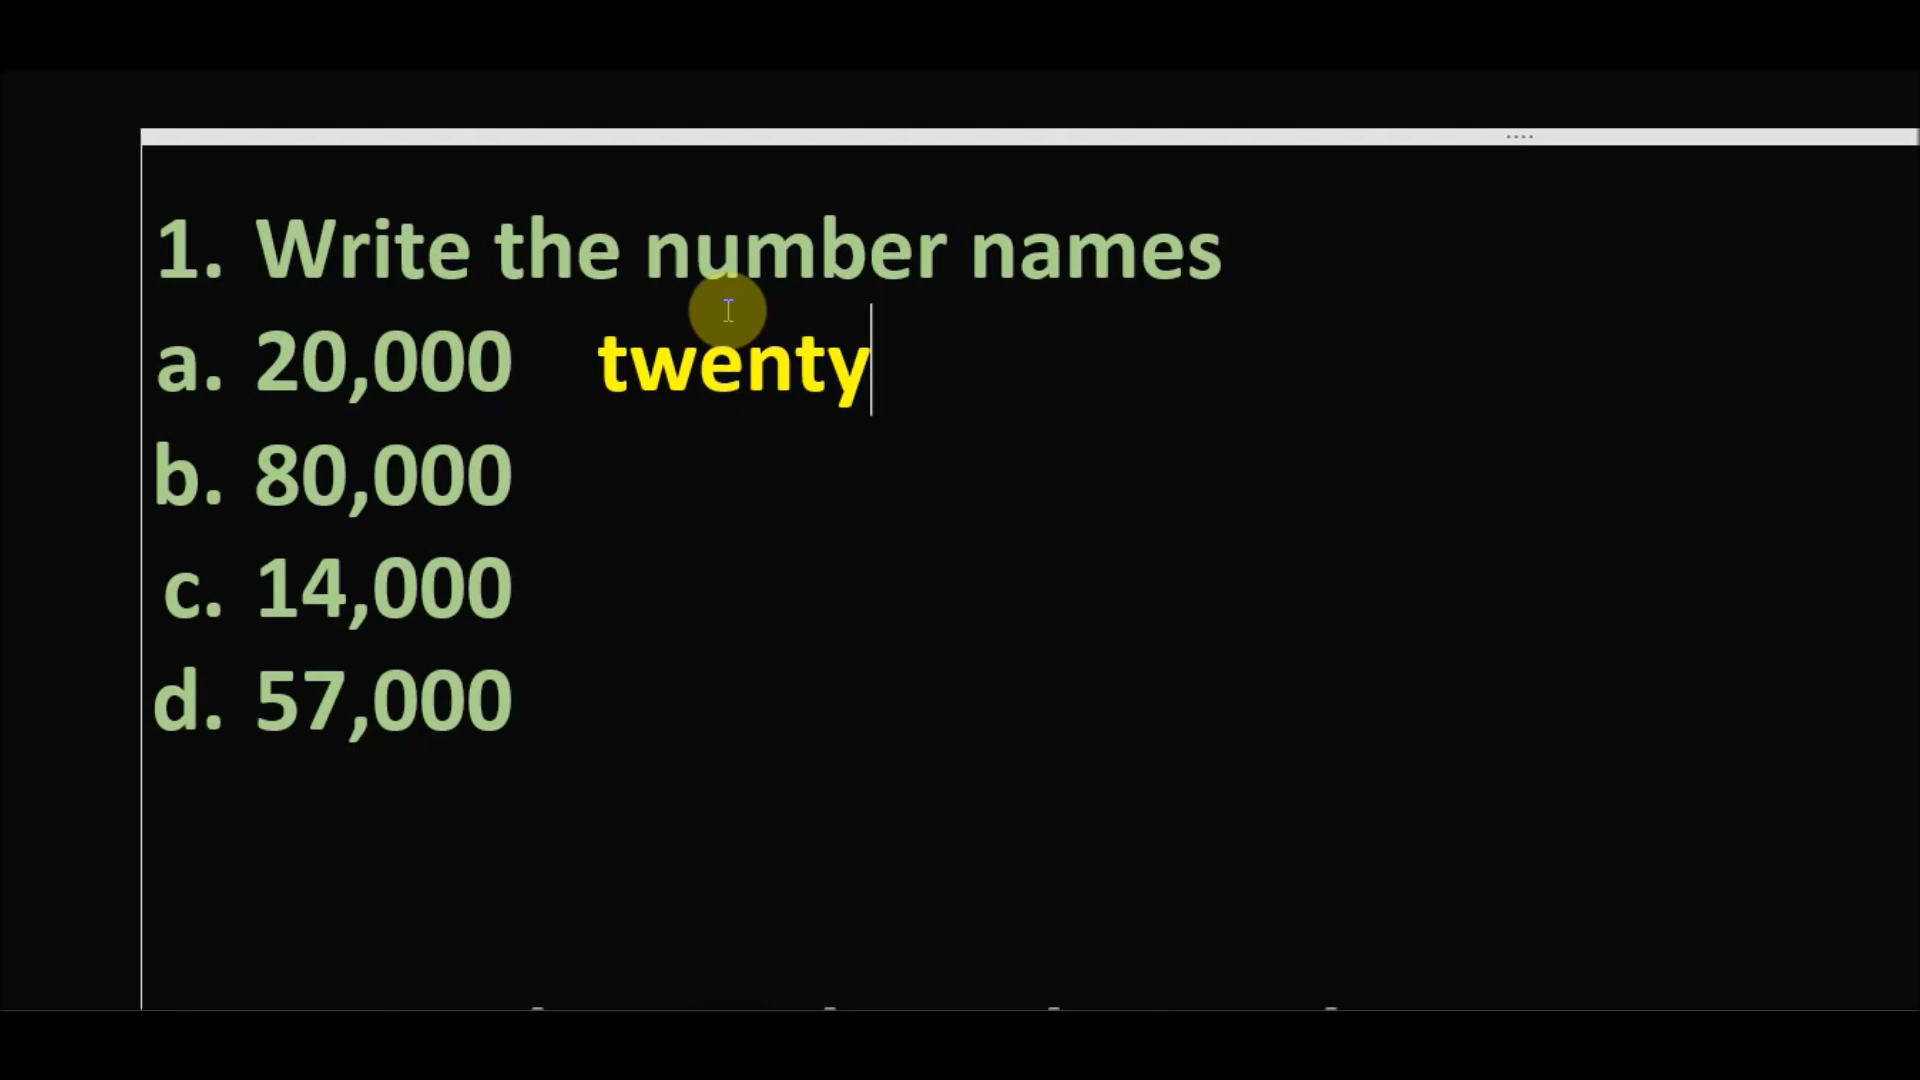 1. Write the number names
a. 20,000 twenty
b. 80,000
c. 14,000
d. 57,000